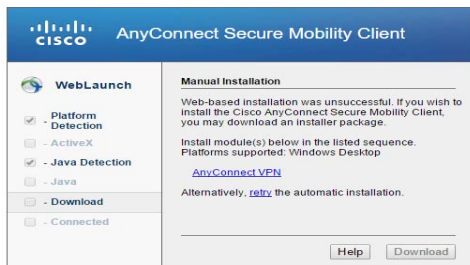 CISCO
AnyConnect Secure Mobility Client
WebLaunch
- Platform
Detection
- ActiveX
- Java Detection
- Java
- Download
- Connected
Manual Installation
Web-based installation was unsuccessful. If you wish to
install the Cisco AnyConnect Secure Mobility Client,
you may download an installer package.
Install module(s) below in the listed sequence.
Platforms supported: Windows Desktop
AnyConnect VPN
Alternatively, retry the automatic installation.
Help
Download